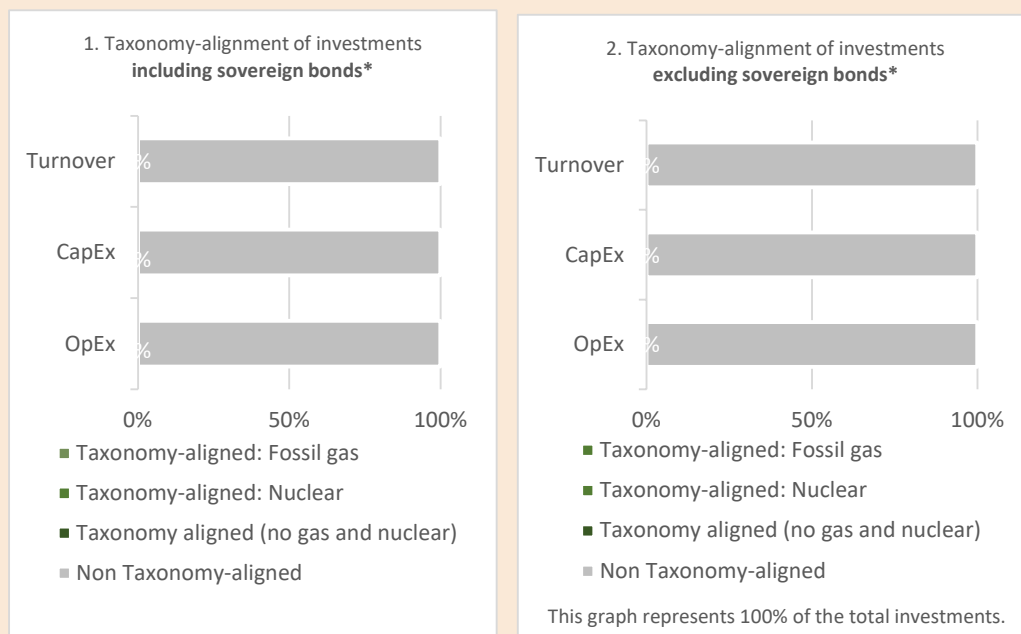 1. Taxonomy-alignment of investments
including sovereign bonds*
Turnover
%
CapEx
%
OpEx
%
0% 50% 100%
Taxonomy-aligned: Fossil gas
Taxonomy-aligned: Nuclear
Taxonomy aligned (no gas and nuclear)
Non Taxonomy-aligned
2. Taxonomy-alignment of investments
excluding sovereign bonds*
Turnover
%
CapEx
%
OpEx
%
0% 50% 100%
Taxonomy-aligned: Fossil gas
Taxonomy-aligned: Nuclear
Taxonomy aligned (no gas and nuclear)
Non Taxonomy-aligned
This graph represents 100% of the total investments.